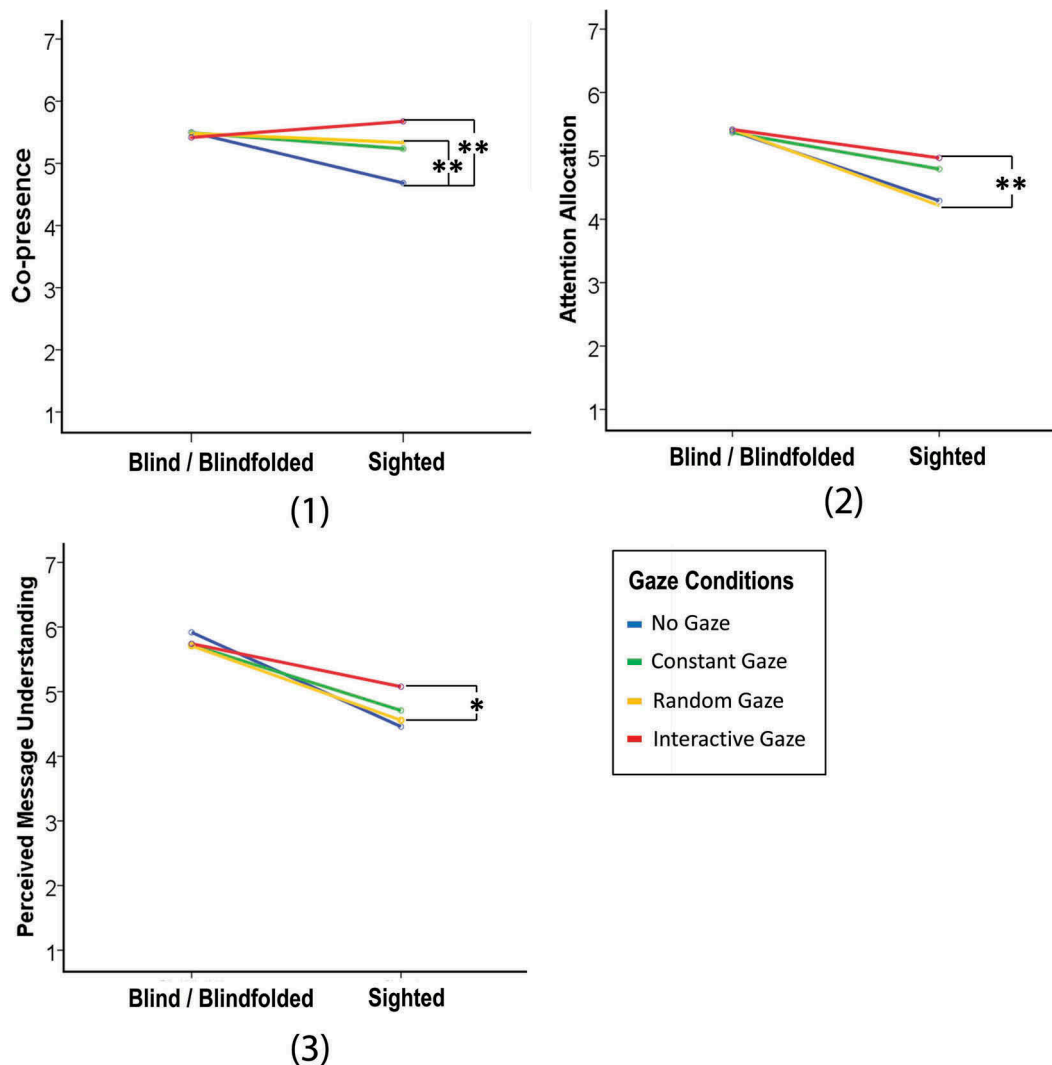 7
6
5
4
3
2
1
Co-presence
**
**
Blind / Blindfolded Sighted
(1)
7
6
5
4
3
2
1
Attention Allocation
**
Blind / Blindfolded Sighted
(2)
7
6
5
4
3
2
1
Perceived Message Understanding
*
Blind / Blindfolded Sighted
(3)
Gaze Conditions
No Gaze
Constant Gaze
Random Gaze
Interactive Gaze